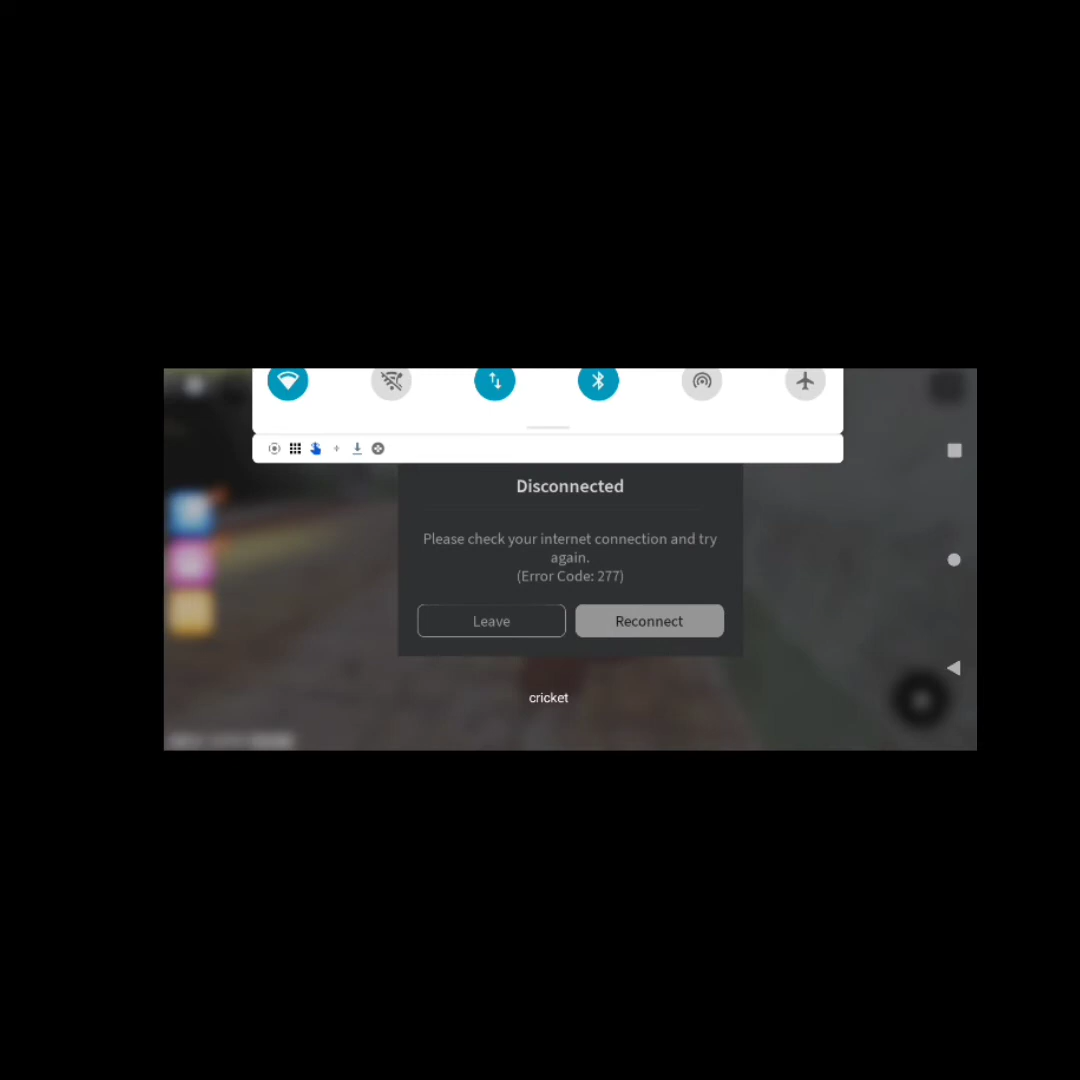 Disconnected
Please check your internet connection and try
again.
(Error Code: 277)
Leave
Reconnect
cricket